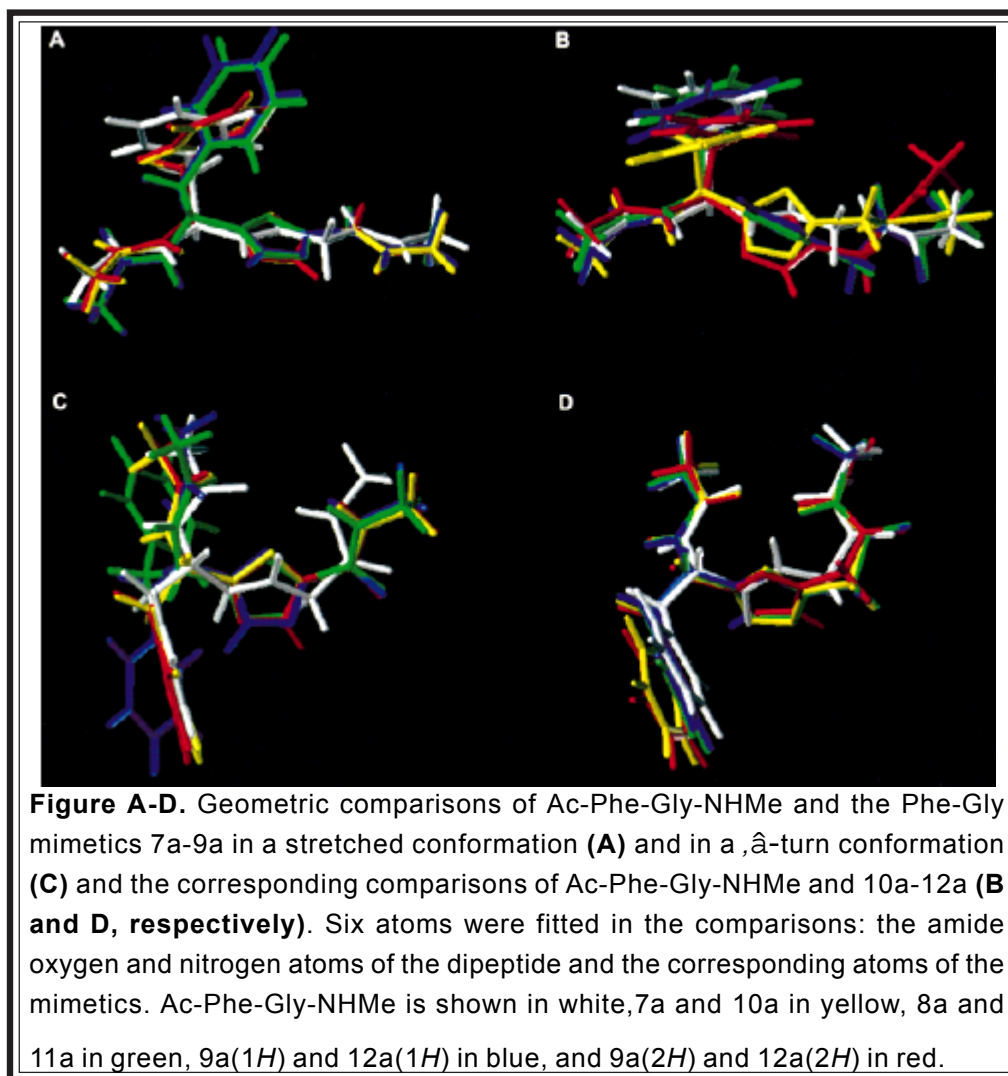 A
B
C
D
Figure A-D. Geometric comparisons of Ac-Phe-Gly-NHMe and the Phe-Gly
mimetics 7a-9a in a stretched conformation (A) and in a ,â-turn conformation
(C) and the corresponding comparisons of Ac-Phe-Gly-NHMe and 10a-12a (B
and D, respectively). Six atoms were fitted in the comparisons: the amide
oxygen and nitrogen atoms of the dipeptide and the corresponding atoms of the
mimetics. Ac-Phe-Gly-NHMe is shown in white,7a and 10a in yellow, 8a and
11a in green, 9a(1H) and 12a(1H) in blue, and 9a(2H) and 12a(2H) in red.